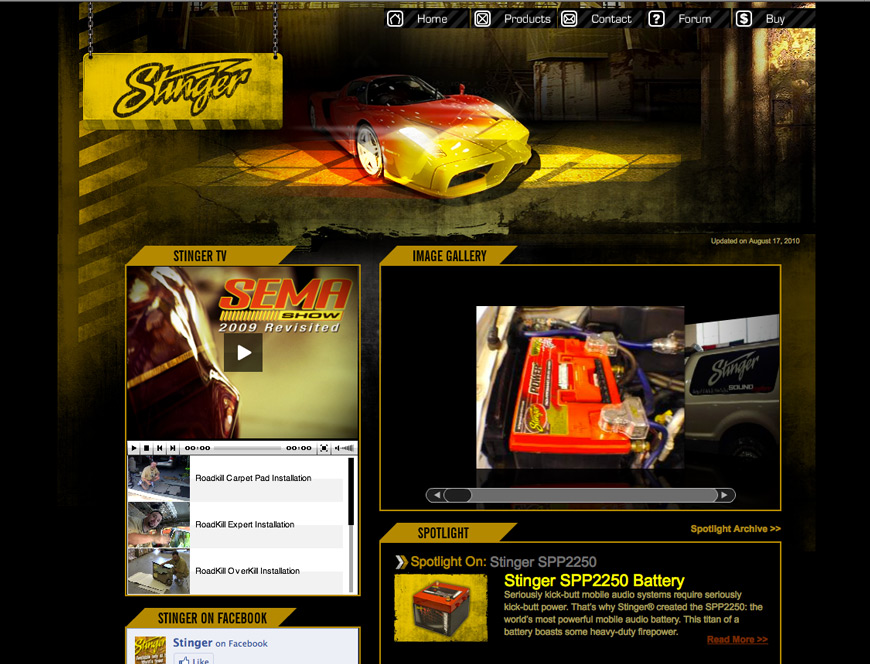 Home
Products
Contact
Forum
Buy
Stinger
Updated on August 17, 2010
STINGER TV
IMAGE GALLERY
SEMA
SHOW
2009 Revisited
POWER
Stinger
Stinger
SOUND
00:00
00:00
Roadkill Carpet Pad Installation
RoadKill Expert Installation
RoadKill OverKill Installation
SPOTLIGHT
Spotlight Archive >>
Spotlight On: Stinger SPP2250
Stinger SPP2250 Battery
Seriously kick-butt mobile audio systems require seriously
kick-butt power. That's why Stinger® created the SPP2250: the
world's most powerful mobile audio battery. This titan of a
battery boasts some heavy-duty firepower.
Read More >>
STINGER ON FACEBOOK
Stinger
Stinger on Facebook
Like